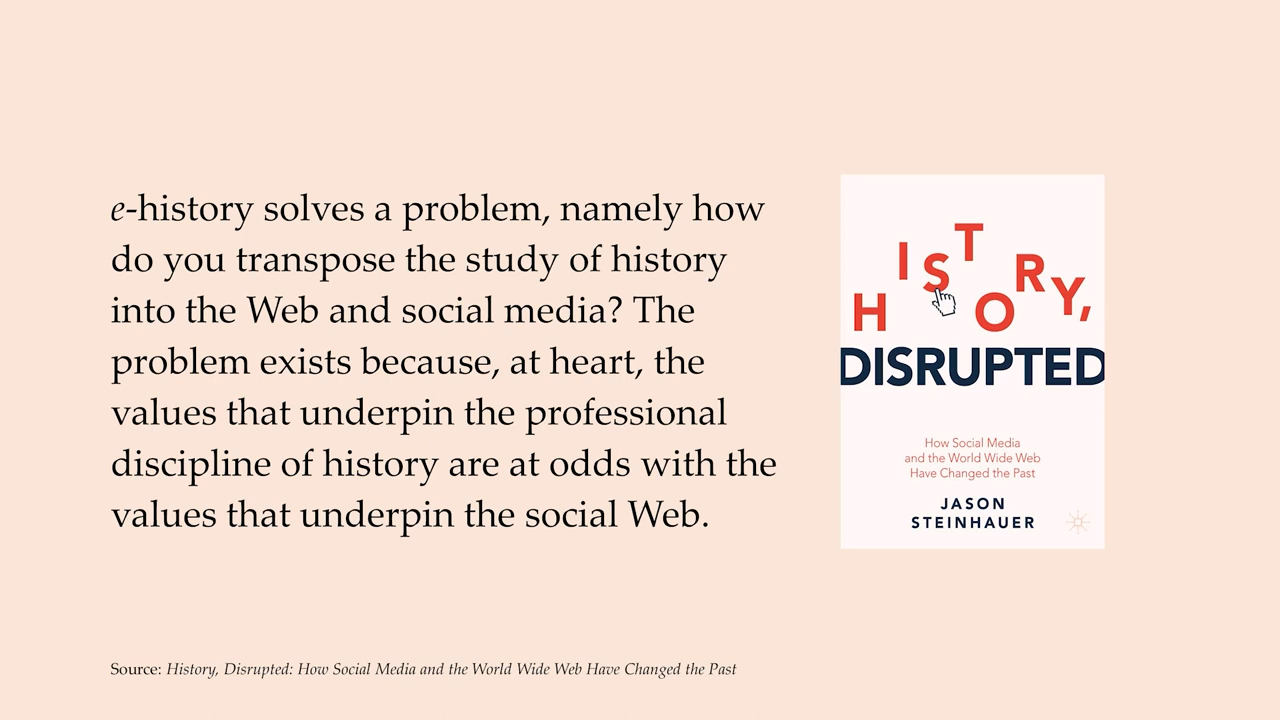 e-history solves a problem, namely how
do you transpose the study of history
into the Web and social media? The
problem exists because, at heart, the
values that underpin the professional
discipline of history are at odds with the
values that underpin the social Web.
HISTORY,
DISRUPTED
How Social Media
and the World Wide Web
Have Changed the Past
JASON
STEINHAUER
Source: History, Disrupted: How Social Media and the World Wide Web Have Changed the Past